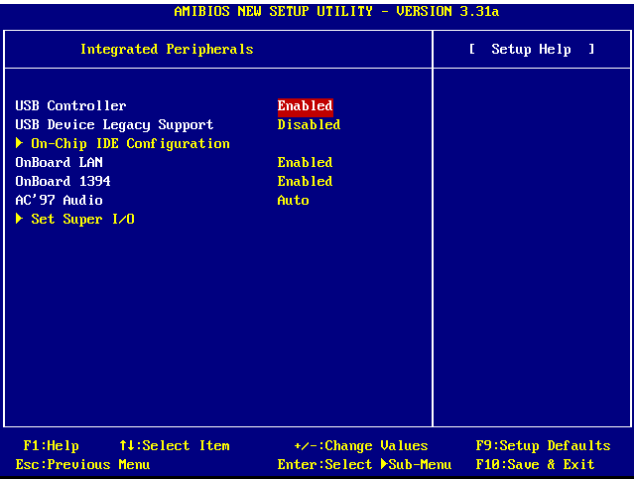 AMIBIOS NEW SETUP UTILITY - VERSION 3.31a
Integrated Peripherals
[ Setup Help ]
USB Controller Enabled
USB Device Legacy Support Disabled
▶ On-Chip IDE Configuration
OnBoard LAN Enabled
OnBoard 1394 Enabled
AC'97 Audio Auto
▶ Set Super I/O
F1:Help ↑↓:Select Item +/-:Change Values F9:Setup Defaults
Esc:Previous Menu Enter:Select ▶Sub-Menu F10:Save & Exit